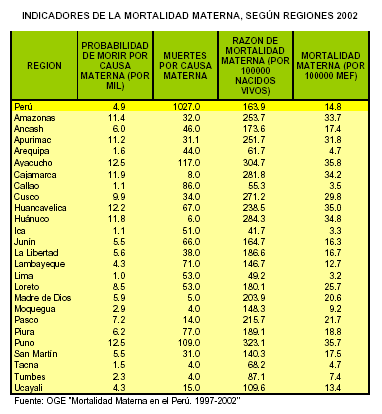 INDICADORES DE LA MORTALIDAD MATERNA, SEGÚN REGIONES 2002
REGION PROBABILIDAD DE MORIR POR CAUSA MATERNA (POR MIL) MUERTES POR CAUSA MATERNA RAZON DE MORTALIDAD MATERNA (POR 100000 NACIDOS VIVOS) MORTALIDAD MATERNA (POR 100000 MEF)
Perú 4.9 1027.0 163.9 14.8
Amazonas 11.4 32.0 253.7 33.7
Ancash 6.0 46.0 173.6 17.4
Apurimac 11.2 31.1 251.7 31.8
Arequipa 1.6 44.0 61.7 4.7
Ayacucho 12.5 117.0 304.7 35.8
Cajamarca 11.9 8.0 281.8 34.2
Callao 1.1 86.0 55.3 3.5
Cusco 9.9 34.0 271.2 29.8
Huancavelica 12.2 67.0 238.5 35.0
Huánuco 11.8 6.0 284.3 34.8
Ica 1.1 51.0 41.7 3.3
Junín 5.5 66.0 164.7 16.3
La Libertad 5.6 38.0 186.6 16.7
Lambayeque 4.3 71.0 146.7 12.7
Lima 1.0 53.0 49.2 3.2
Loreto 8.5 53.0 180.1 25.7
Madre de Dios 5.9 5.0 203.9 20.6
Moquegua 2.9 4.0 148.3 9.2
Pasco 7.2 14.0 215.7 21.7
Piura 6.2 77.0 189.1 18.8
Puno 12.5 109.0 323.1 35.7
San Martín 5.5 31.0 140.3 17.5
Tacna 1.5 4.0 68.2 4.7
Tumbes 2.3 4.0 87.1 7.4
Ucayali 4.3 15.0 109.6 13.4
Fuente: OGE "Mortalidad Materna en el Perú. 1997-2002"